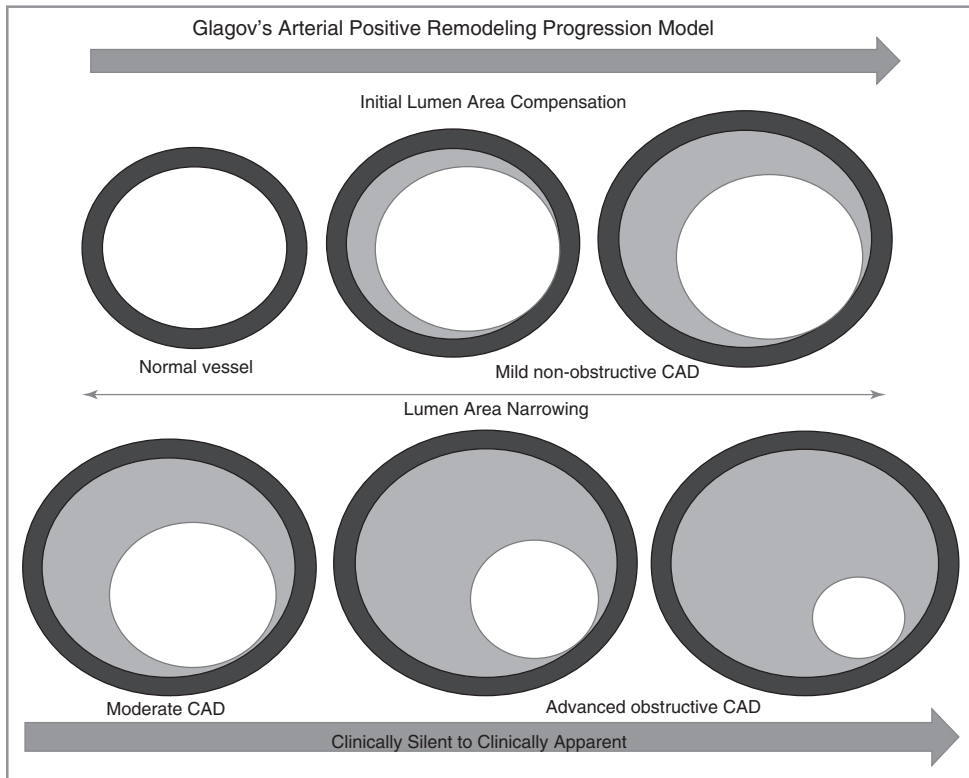 Glagov's Arterial Positive Remodeling Progression Model
Initial Lumen Area Compensation
Normal vessel
Mild non-obstructive CAD
Lumen Area Narrowing
Moderate CAD
Advanced obstructive CAD
Clinically Silent to Clinically Apparent